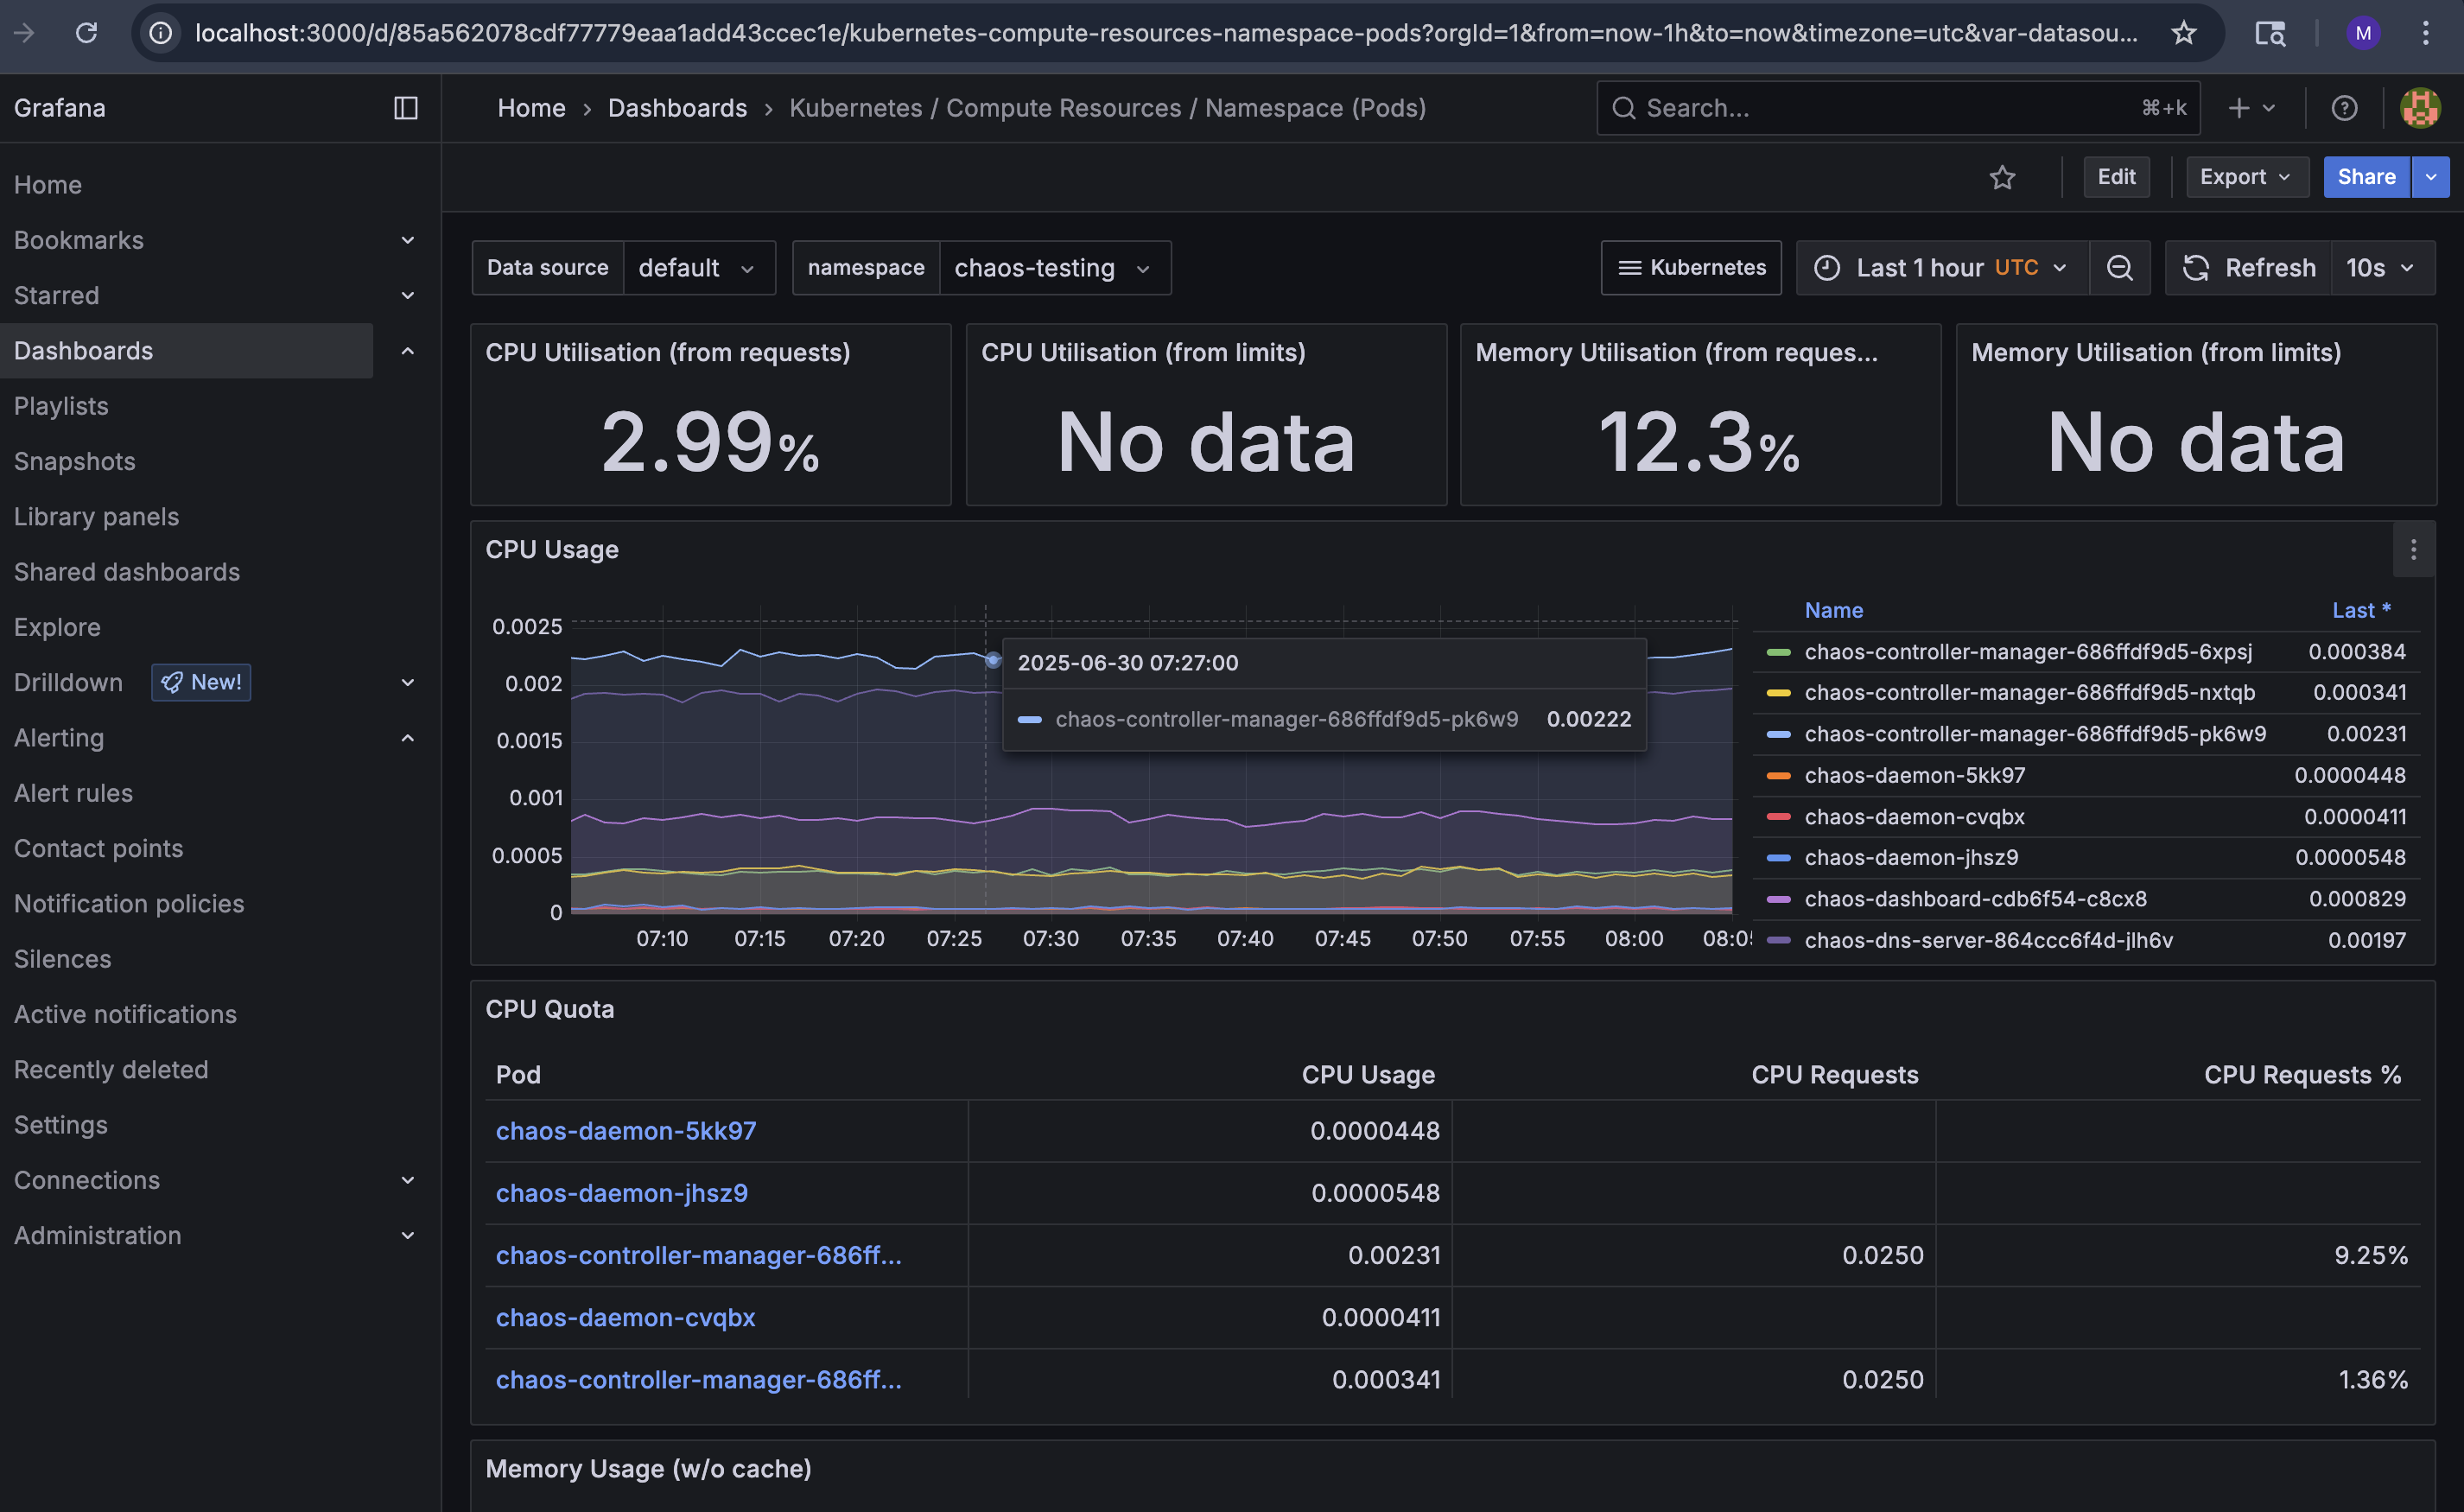 localhost:3000/d/85a562078cdf77779eaa1add43ccec1e/kubernetes-compute-resources-namespace-pods?orgId=1&from=now-1h&to=now&timezone=utc&var-datasou...
M
Grafana
Home › Dashboards › Kubernetes / Compute Resources / Namespace (Pods)
Search... ⌘+k
Edit Export Share
Home
Bookmarks
Starred
Dashboards
Playlists
Snapshots
Library panels
Shared dashboards
Explore
Drilldown New!
Alerting
Alert rules
Contact points
Notification policies
Silences
Active notifications
Recently deleted
Settings
Connections
Administration
Data source default namespace chaos-testing Kubernetes Last 1 hour UTC Refresh 10s
CPU Utilisation (from requests)
2.99%
CPU Utilisation (from limits)
No data
Memory Utilisation (from reques...
12.3%
Memory Utilisation (from limits)
No data
CPU Usage
0.0025
0.002
0.0015
0.001
0.0005
0
07:10 07:15 07:20 07:25 07:30 07:35 07:40 07:45 07:50 07:55 08:00 08:05
2025-06-30 07:27:00
chaos-controller-manager-686ffdf9d5-pk6w9 0.00222
Name Last *
chaos-controller-manager-686ffdf9d5-6xpsj 0.000384
chaos-controller-manager-686ffdf9d5-nxtqb 0.000341
chaos-controller-manager-686ffdf9d5-pk6w9 0.00231
chaos-daemon-5kk97 0.0000448
chaos-daemon-cvqbx 0.0000411
chaos-daemon-jhsz9 0.0000548
chaos-dashboard-cdb6f54-c8cx8 0.000829
chaos-dns-server-864ccc6f4d-jlh6v 0.00197
CPU Quota
Pod CPU Usage CPU Requests CPU Requests %
chaos-daemon-5kk97 0.0000448
chaos-daemon-jhsz9 0.0000548
chaos-controller-manager-686ff... 0.00231 0.0250 9.25%
chaos-daemon-cvqbx 0.0000411
chaos-controller-manager-686ff... 0.000341 0.0250 1.36%
Memory Usage (w/o cache)